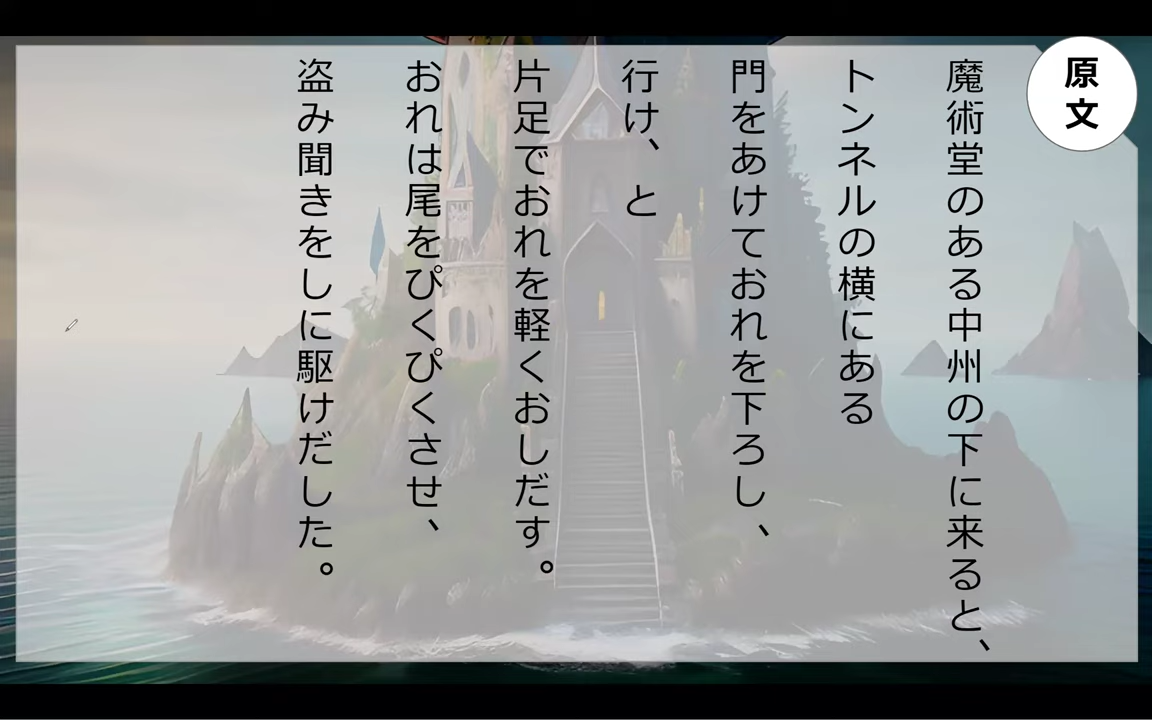 原文
魔術堂のある中州の下に来ると、
トンネルの横にある
門をあけておれを下ろし、
行け、と
片足でおれを軽くおしだす。
おれは尾をぴくぴくさせ、
盗み聞きをしに駆けだした。